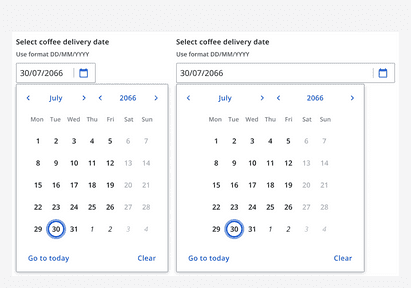 Select coffee delivery date
Use format DD/MM/YYYY
30/07/2066
July 2066
Mon Tue Wed Thu Fri Sat Sun
1 2 3 4 5 6 7
8 9 10 11 12 13 14
15 16 17 18 19 20 21
22 23 24 25 26 27 28
29 30 31 1 2 3 4
Go to today Clear
Select coffee delivery date
Use format DD/MM/YYYY
30/07/2066
July 2066
Mon Tue Wed Thu Fri Sat Sun
1 2 3 4 5 6 7
8 9 10 11 12 13 14
15 16 17 18 19 20 21
22 23 24 25 26 27 28
29 30 31 1 2 3 4
Go to today Clear